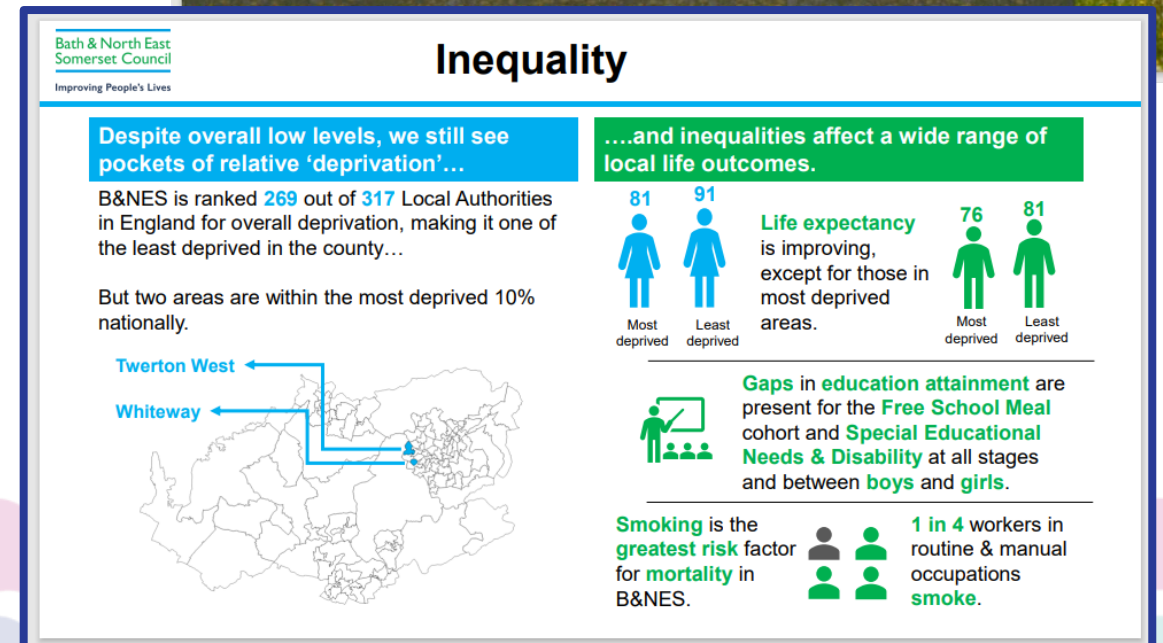 Bath & North East
Somerset Council
Improving People's Lives
Inequality
Despite overall low levels, we still see
pockets of relative ‘deprivation’…
B&NES is ranked 269 out of 317 Local Authorities
in England for overall deprivation, making it one of
the least deprived in the county…
But two areas are within the most deprived 10%
nationally.
Twerton West
Whiteway
….and inequalities affect a wide range of
local life outcomes.
81
91
Most
deprived
Least
deprived
Life expectancy
is improving,
except for those in
most deprived
areas.
76
81
Most
deprived
Least
deprived
Gaps in education attainment are
present for the Free School Meal
cohort and Special Educational
Needs & Disability at all stages
and between boys and girls.
Smoking is the
greatest risk factor
for mortality in
B&NES.
1 in 4 workers in
routine & manual
occupations
smoke.